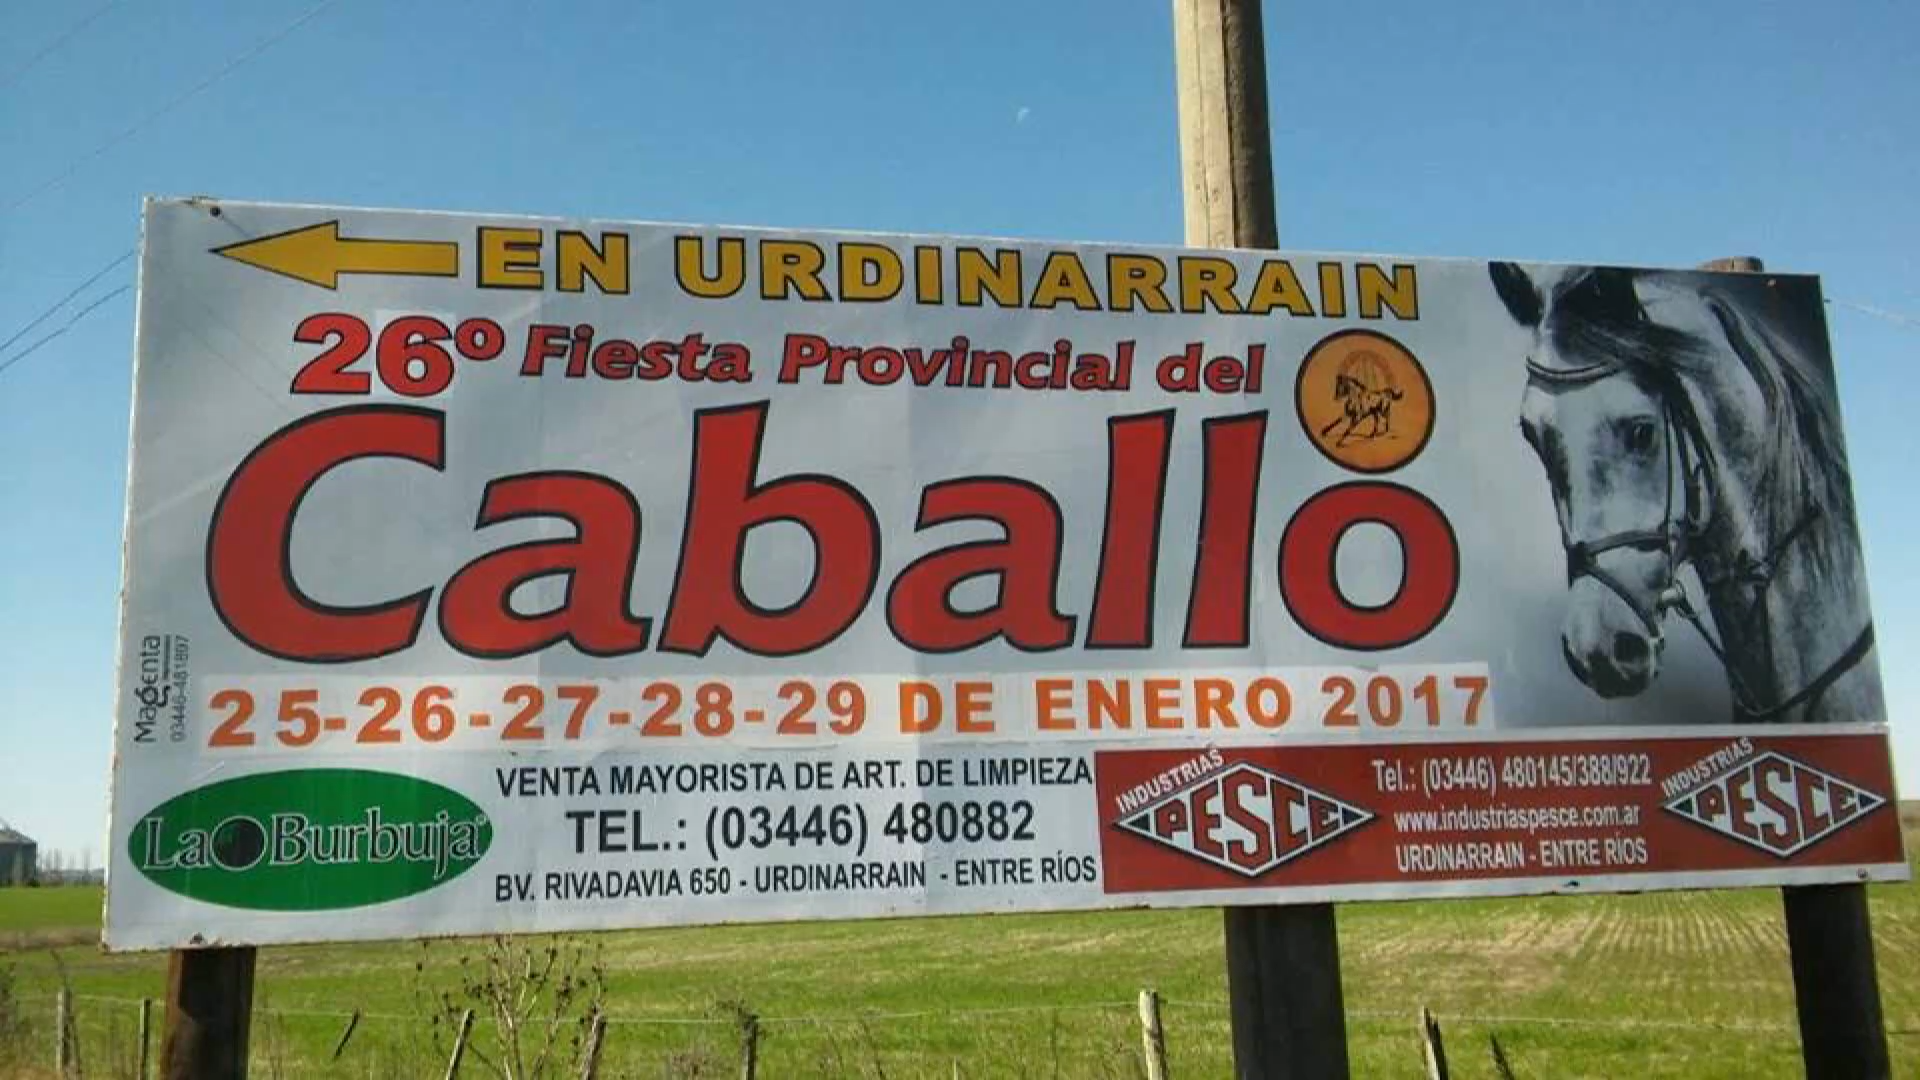 EN URDINARRAIN
26º Fiesta Provincial del
Caballo
25-26-27-28-29 DE ENERO 2017
Magenta
03446-481897
La Burbuja
VENTA MAYORISTA DE ART. DE LIMPIEZA
TEL.: (03446) 480882
BV. RIVADAVIA 650 - URDINARRAIN - ENTRE RÍOS
INDUSTRIAS
PESCE
Tel.: (03446) 480145/388/922
www.industriaspesce.com.ar
URDINARRAIN - ENTRE RÍOS
INDUSTRIAS
PESCE